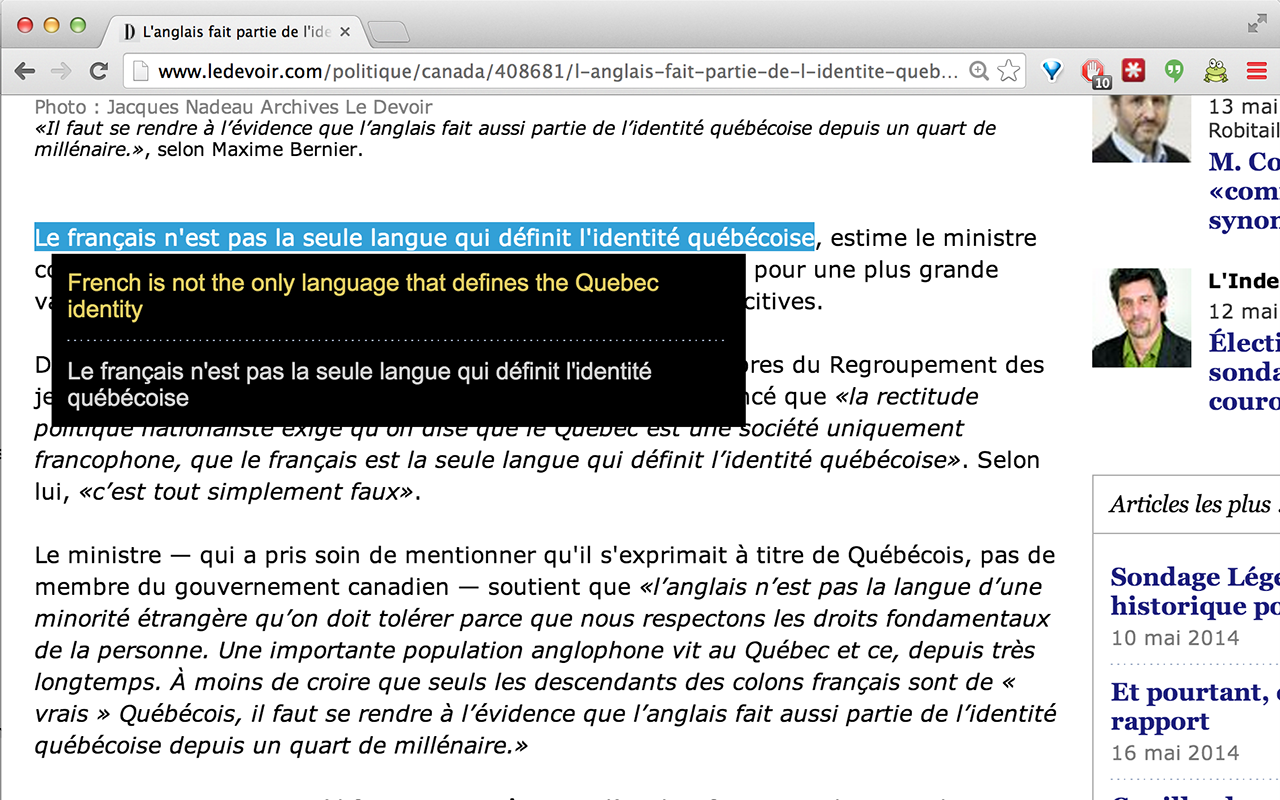 L'anglais fait partie de l'ide
www.ledevoir.com/politique/canada/408681/l-anglais-fait-partie-de-l-identite-queb...
10
Photo : Jacques Nadeau Archives Le Devoir
«Il faut se rendre à l’évidence que l’anglais fait aussi partie de l’identité québécoise depuis un quart de
millénaire.», selon Maxime Bernier.
Le français n'est pas la seule langue qui définit l'identité québécoise, estime le ministre
pour une plus grande
French is not the only language that defines the Quebec
identity
Le français n'est pas la seule langue qui définit l'identité
québécoise
du Regroupement des
que «la rectitude
politique nationaliste exige qu’on dise que le Québec est une société uniquement
francophone, que le français est la seule langue qui définit l’identité québécoise». Selon
lui, «c’est tout simplement faux».
Le ministre — qui a pris soin de mentionner qu'il s'exprimait à titre de Québécois, pas de
membre du gouvernement canadien — soutient que «l’anglais n’est pas la langue d’une
minorité étrangère qu’on doit tolérer parce que nous respectons les droits fondamentaux
de la personne. Une importante population anglophone vit au Québec et ce, depuis très
longtemps. À moins de croire que seuls les descendants des colons français sont de «
vrais » Québécois, il faut se rendre à l’évidence que l’anglais fait aussi partie de l’identité
québécoise depuis un quart de millénaire.»
13 mai
Robitail
M. Co
«com
synon
L'Inde
12 mai
Électi
sonda
couro
Articles les plus
Sondage Lége
historique po
10 mai 2014
Et pourtant,
rapport
16 mai 2014